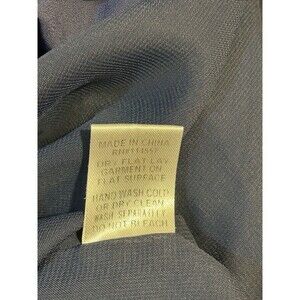 MADE IN CHINA
DRY FLAT LAY
GARMENT ON
FLAT SURFACE
HAND WASH COLD
OR DRY CLEAN
WASH SEPARATELY
DO NOT BLEACH